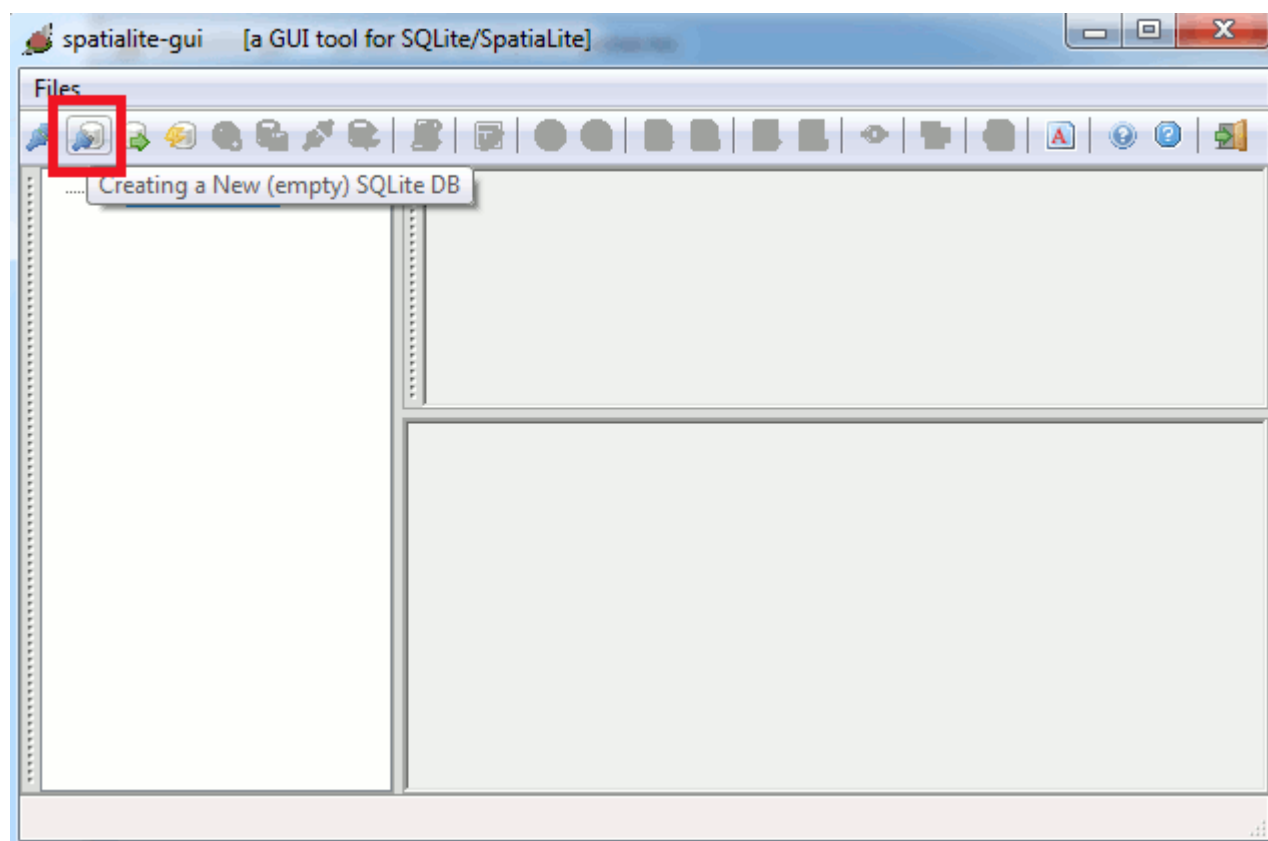 spatialite-gui [a GUI tool for SQLite/SpatiaLite]
Files
A
Creating a New (empty) SQLite DB